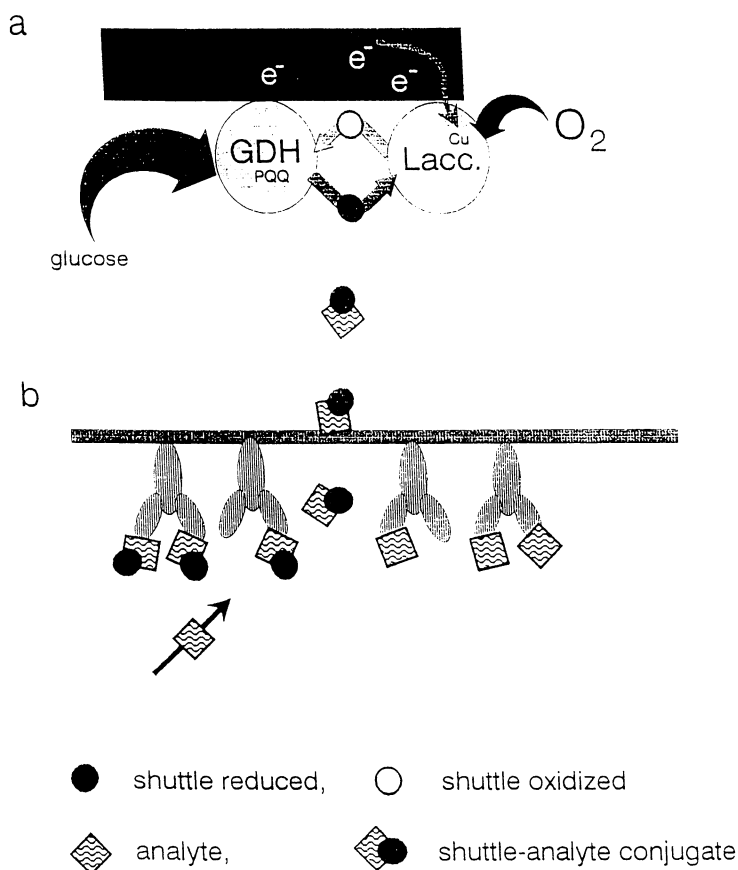 a
e⁻ e⁻ e⁻
O₂
GDH
PQQ
Cu
Lacc.
glucose
b
shuttle reduced,
shuttle oxidized
analyte,
shuttle-analyte conjugate